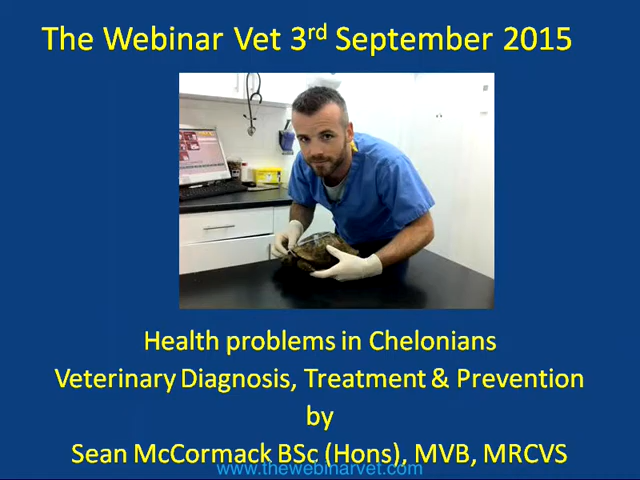 The Webinar Vet 3rd September 2015
Health problems in Chelonians
Veterinary Diagnosis, Treatment & Prevention
by
Sean McCormack BSc (Hons), MVB, MRCVS
www.thewebinarvet.com